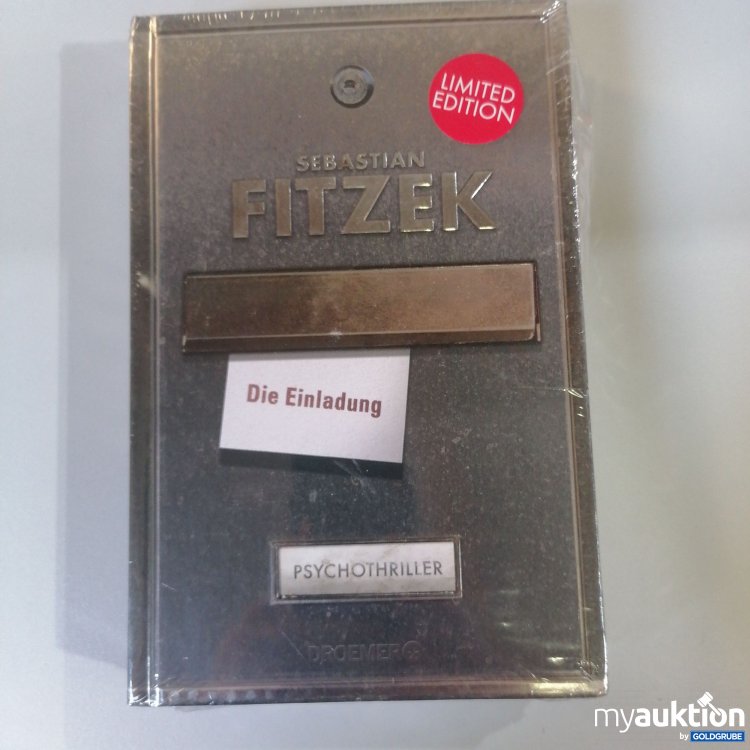 LIMITED
EDITION
SEBASTIAN
FITZEK
Die Einladung
PSYCHOTHRILLER
DROEMER
myauktion
by GOLDGRUBE